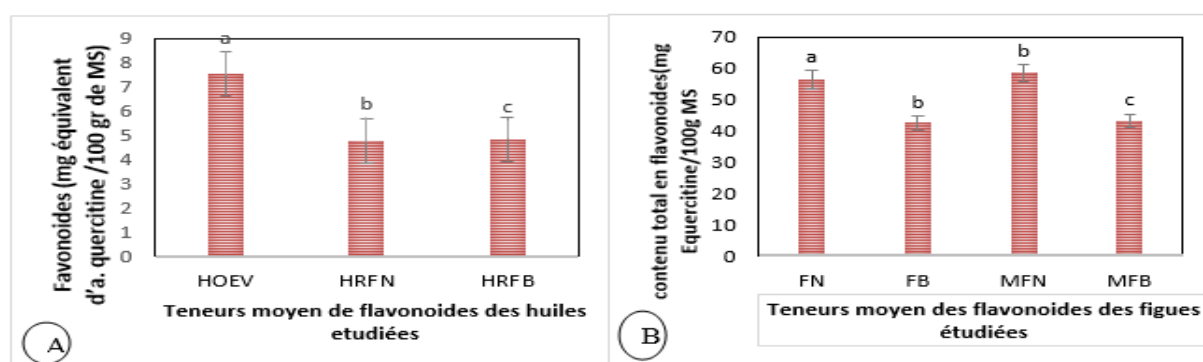 Favonoides (mg équivalent
d'a. quercitine /100 gr de MS)
9
8
7
6
5
4
3
2
1
0
a
b
c
HOEV HRFN HRFB
Teneurs moyen de flavonoides des huiles
etudiées
A
contenu total en flavonoides(mg
Equercitine/100g MS
70
60
50
40
30
20
10
0
a
b
b
c
FN FB MFN MFB
Teneurs moyen des flavonoides des figues
étudiées
B